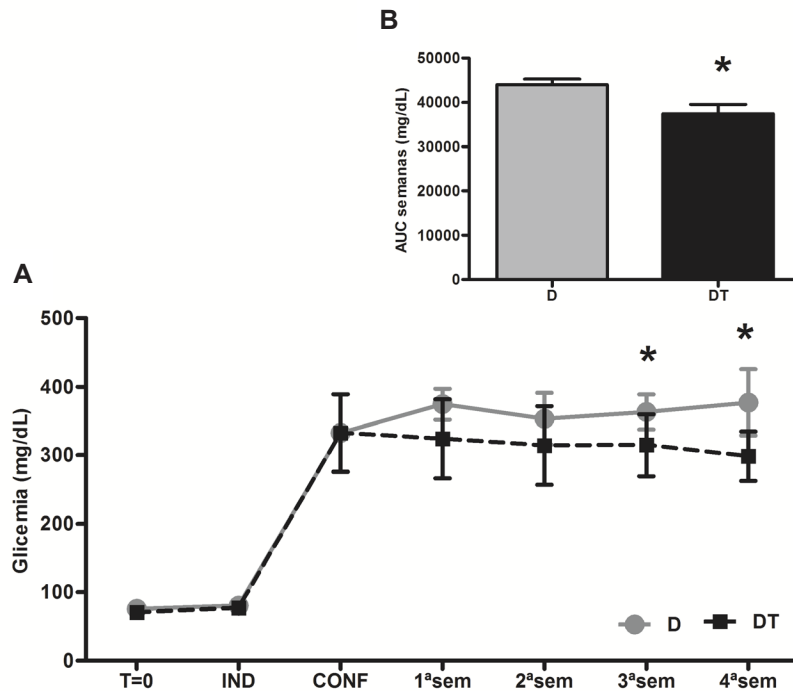 B
50000
40000
30000
20000
10000
0
AUC semanas (mg/dL)
*
D
DT
A
500
400
300
200
100
0
Glicemia (mg/dL)
*
*
D
DT
T=0
IND
CONF
1ªsem
2ªsem
3ªsem
4ªsem